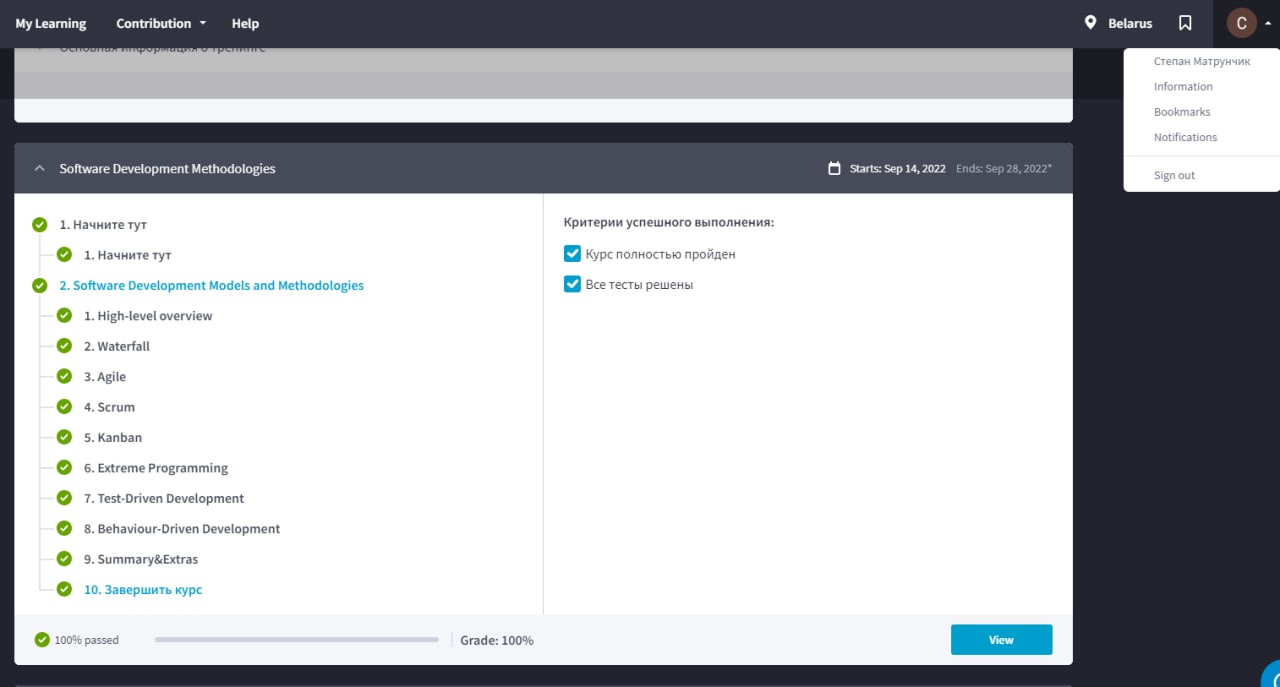 My Learning
Contribution
Help
Belarus
C
Основная информация о тренинге
Степан Матрунчик
Information
Bookmarks
Notifications
Sign out
Software Development Methodologies
Starts: Sep 14, 2022 Ends: Sep 28, 2022*
1. Начните тут
1. Начните тут
2. Software Development Models and Methodologies
1. High-level overview
2. Waterfall
3. Agile
4. Scrum
5. Kanban
6. Extreme Programming
7. Test-Driven Development
8. Behaviour-Driven Development
9. Summary&Extras
10. Завершить курс
Критерии успешного выполнения:
Курс полностью пройден
Все тесты решены
100% passed
Grade: 100%
View